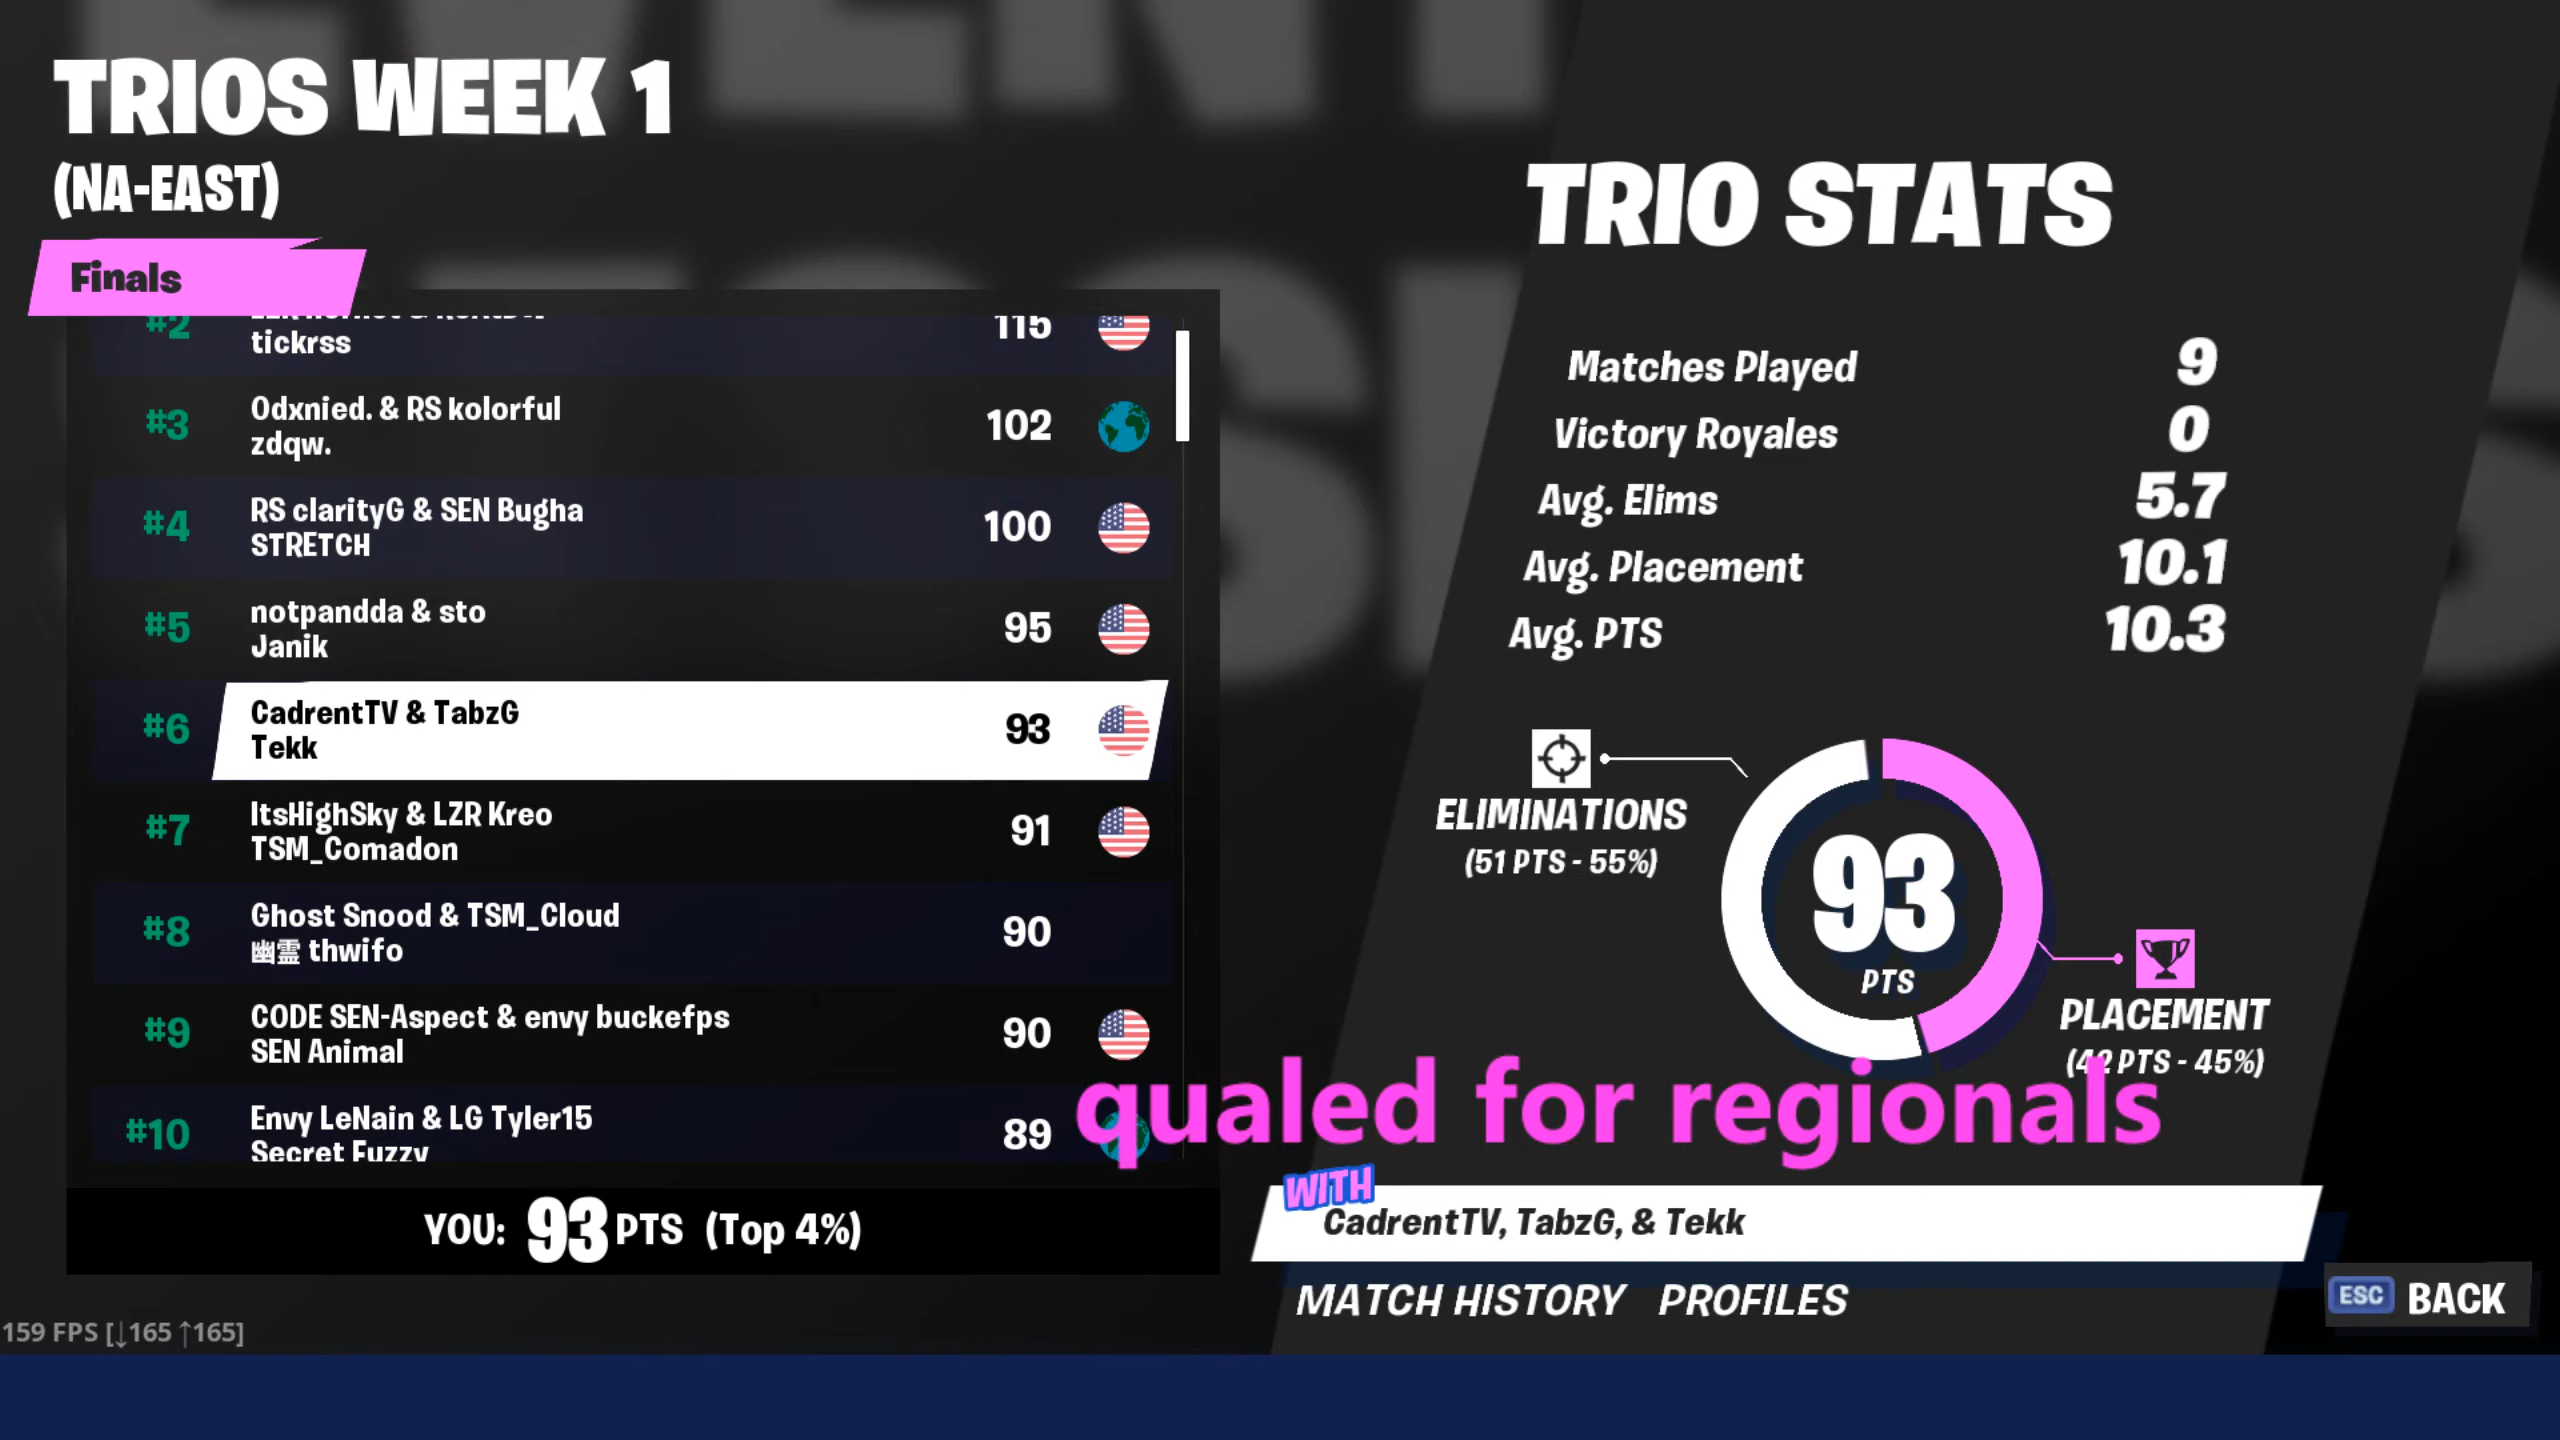 TRIOS WEEK 1
(NA-EAST)
Finals
#2
tickrss
115
#3
Odxnied. & RS kolorful
zdqw.
102
#4
RS clarityG & SEN Bugha
STRETCH
100
#5
notpandda & sto
Janik
95
#6
CadrentTV & TabzG
Tekk
93
#7
ItsHighSky & LZR Kreo
TSM_Comadon
91
#8
Ghost Snood & TSM_Cloud
幽霊 thwifo
90
#9
CODE SEN-Aspect & envy buckefps
SEN Animal
90
#10
Envy LeNain & LG Tyler15
Secret Fuzzy
89
YOU: 93 PTS (Top 4%)
159 FPS [↓165 ↑165]
TRIO STATS
Matches Played 9
Victory Royales 0
Avg. Elims 5.7
Avg. Placement 10.1
Avg. PTS 10.3
ELIMINATIONS
(51 PTS - 55%)
93
PTS
PLACEMENT
(42 PTS - 45%)
qualed for regionals
WITH
CadrentTV, TabzG, & Tekk
MATCH HISTORY PROFILES
ESC BACK